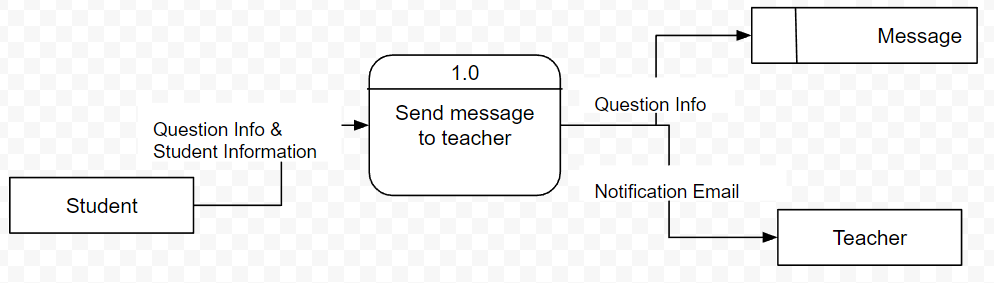 1.0
Send message
to teacher
Question Info &
Student Information
Student
Question Info
Message
Notification Email
Teacher